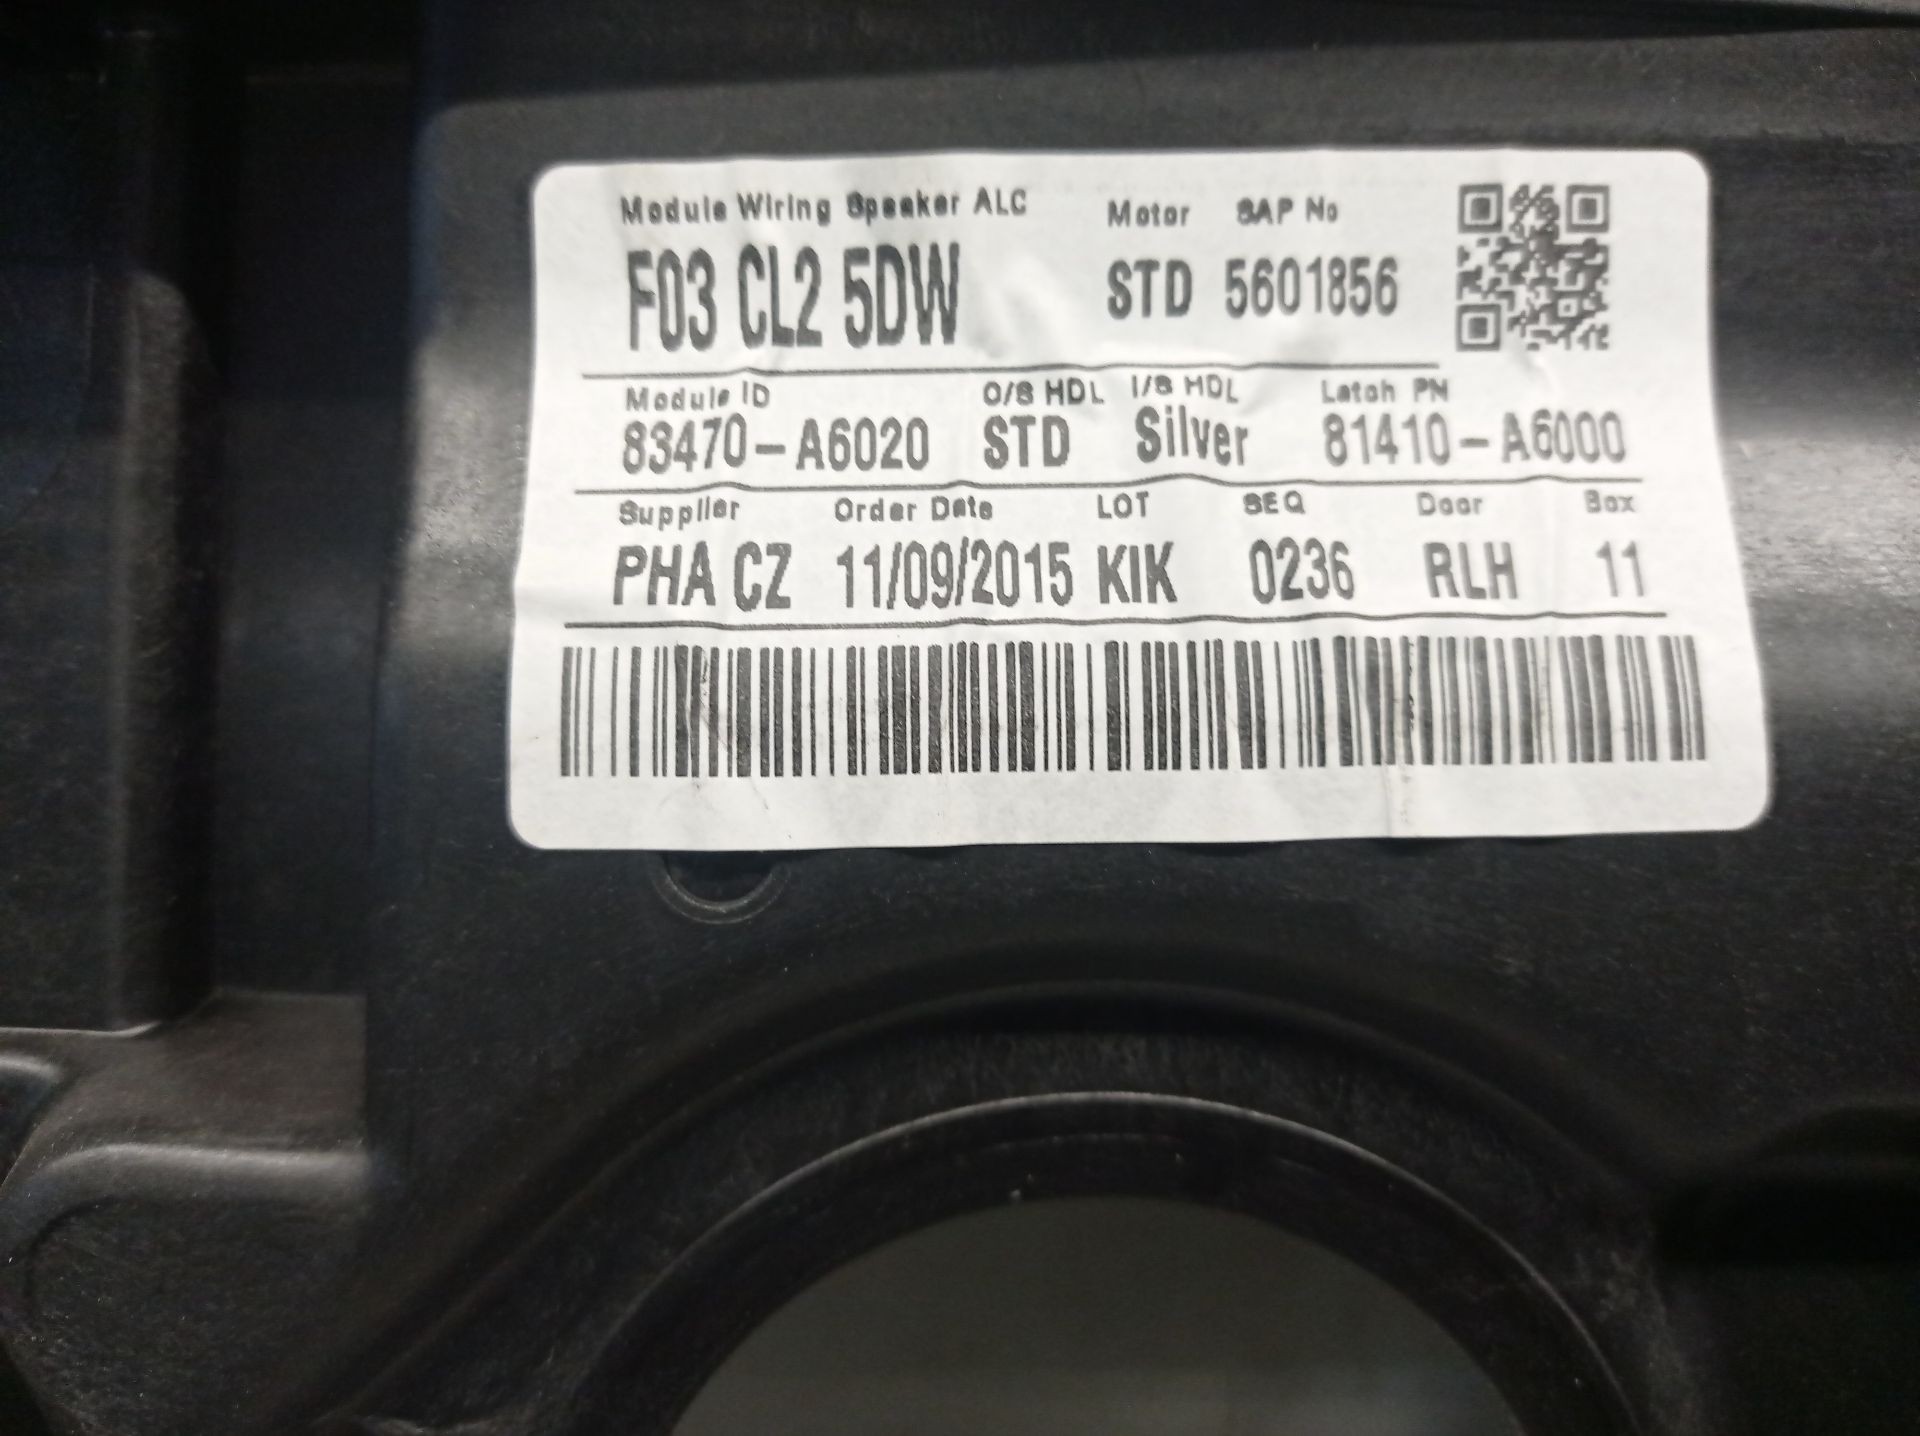 Module Wiring Speaker ALC Motor SAP No
F03 CL2 5DW STD 5601856
Module ID O/S HDL I/S HDL Latch PN
83470-A6020 STD Silver 81410-A6000
Supplier Order Date LOT SEQ Door Box
PHA CZ 11/09/2015 KIK 0236 RLH 11